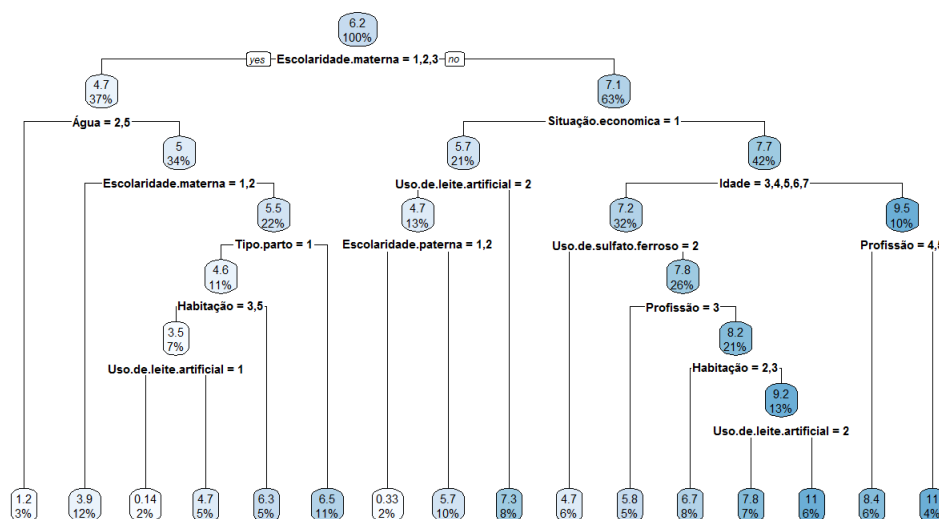 6.2
100%
yes Escolaridade.materna = 1,2,3 no
4.7
37%
7.1
63%
Água = 2,5
Situação.economica = 1
5
34%
5.7
21%
7.7
42%
Escolaridade.materna = 1,2
Uso.de.leite.artificial = 2
Idade = 3,4,5,6,7
5.5
22%
4.7
13%
7.2
32%
9.5
10%
Tipo.parto = 1
Escolaridade.paterna = 1,2
Uso.de.sulfato.ferroso = 2
Profissão = 4,5
4.6
11%
7.8
26%
Habitação = 3,5
Profissão = 3
3.5
7%
8.2
21%
Uso.de.leite.artificial = 1
Habitação = 2,3
9.2
13%
Uso.de.leite.artificial = 2
1.2 3.9 0.14 4.7 6.3 6.5 0.33 5.7 7.3 4.7 5.8 6.7 7.8 11 8.4 11
3% 12% 2% 5% 5% 11% 2% 10% 8% 6% 5% 8% 7% 6% 6% 4%